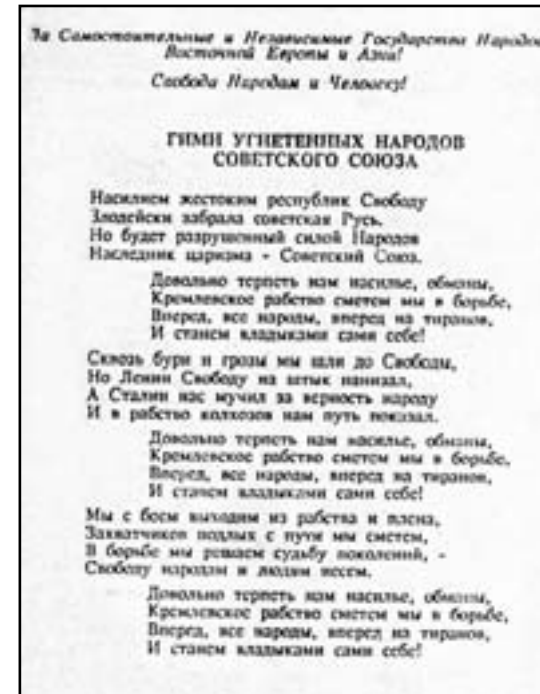 За Самостоятельные и Независимые Государства Народов
Восточной Европы и Азии!
Свобода Народам и Человеку!
ГИМН УГНЕТЕННЫХ НАРОДОВ
СОВЕТСКОГО СОЮЗА
Насилием жестоким республик Свободу
Злодейски забрала советская Русь,
Но будет разрушенный силой Народов
Наследник царизма - Советский Союз.
Довольно терпеть нам насилье, обманы,
Кремлевское рабство сметем мы в борьбе,
Вперед, все народы, вперед на тиранов,
И станем владыками сами себе!
Сквозь бури и грозы мы шли до Свободы,
Но Ленин Свободу на штык нанизал,
А Сталин нас мучил за верность народу
И в рабство колхозов нам путь показал.
Довольно терпеть нам насилье, обманы,
Кремлевское рабство сметем мы в борьбе,
Вперед, все народы, вперед на тиранов,
И станем владыками сами себе!
Мы с боем выходим из рабства и плена,
Захватчиков подлых с пути мы сметем,
В борьбе мы решаем судьбу поколений, -
Свободу народам и людям несем.
Довольно терпеть нам насилье, обманы,
Кремлевское рабство сметем мы в борьбе,
Вперед, все народы, вперед на тиранов,
И станем владыками сами себе!